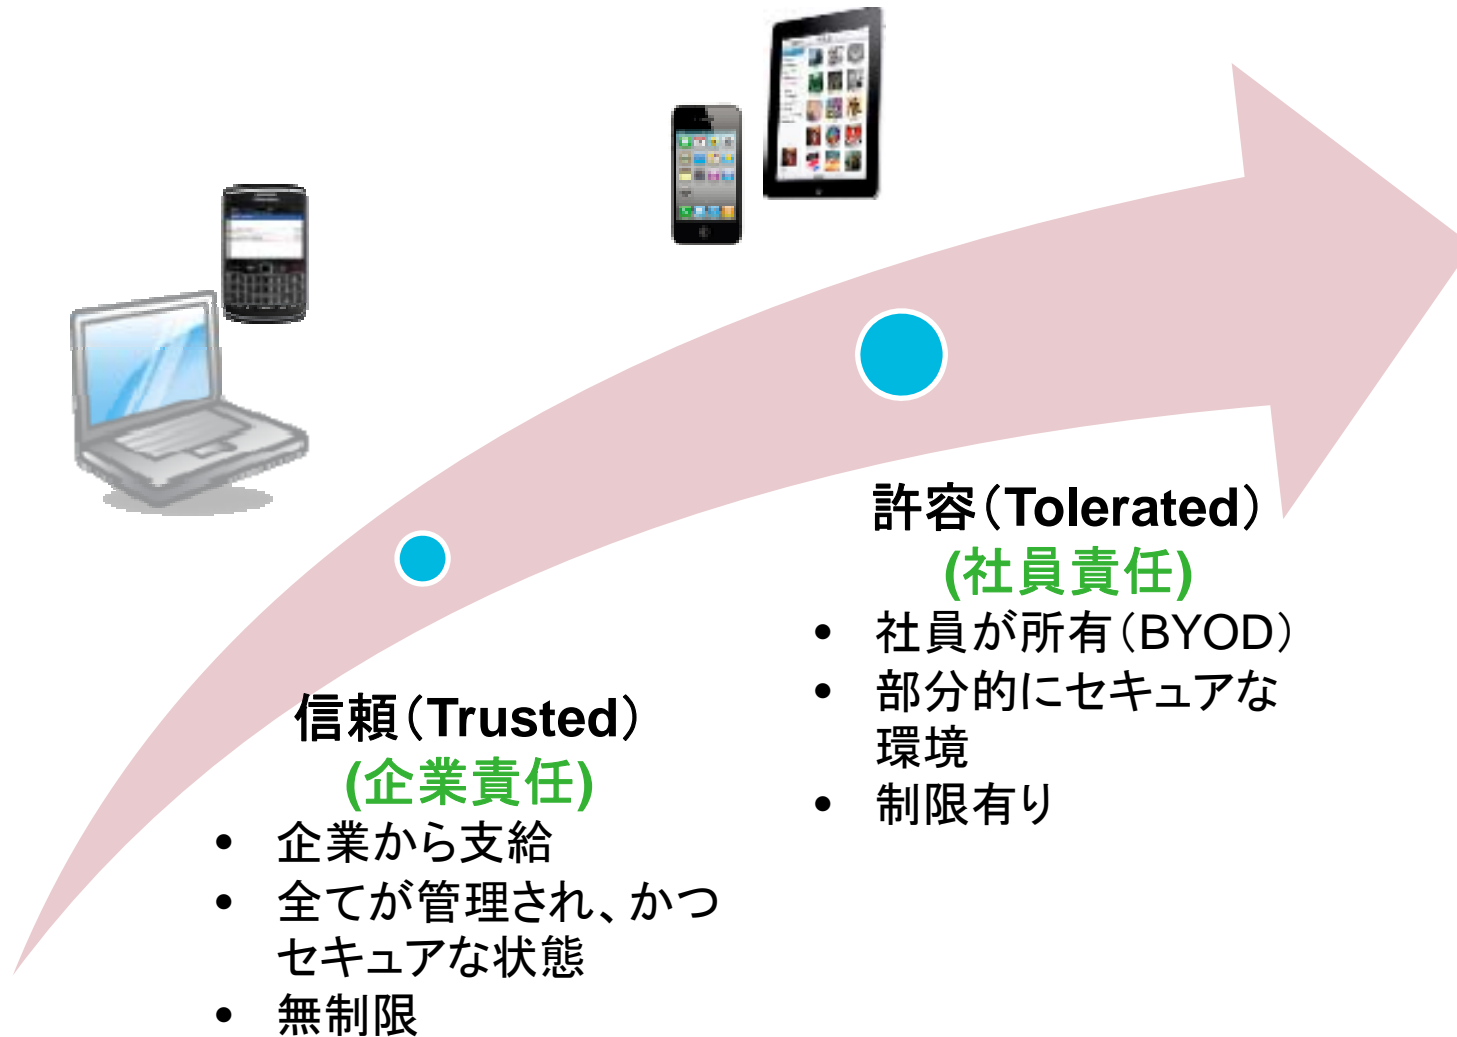 信頼（Trusted）
(企業責任)
• 企業から支給
• 全てが管理され、かつ
セキュアな状態
• 無制限
許容（Tolerated）
(社員責任)
• 社員が所有（BYOD）
• 部分的にセキュアな
環境
• 制限有り